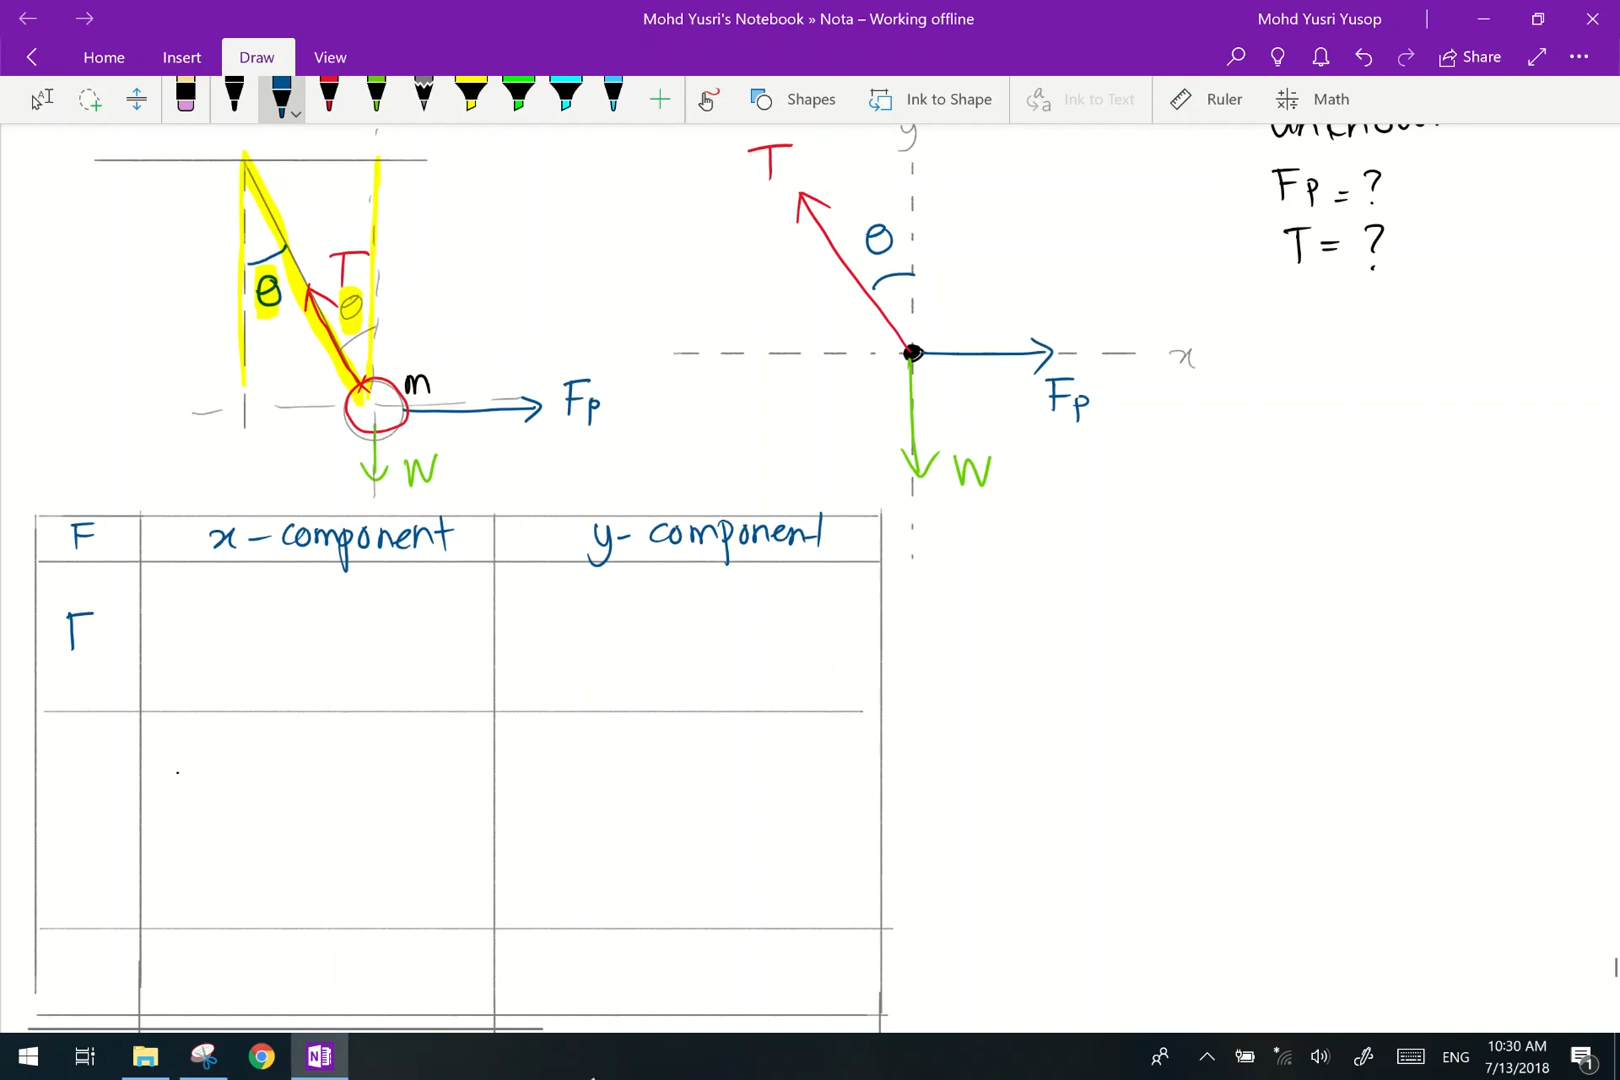 Mohd Yusri's Notebook » Nota – Working offline
Mohd Yusri Yusop
Home
Insert
Draw
View
Share
Shapes
Ink to Shape
Ink to Text
Ruler
Math
y
T
θ
Fp
W
x
θ
T
θ
m
Fp
W
Fp = ?
T = ?
F
x - component
y - component
T
ENG
10:30 AM
7/13/2018
1